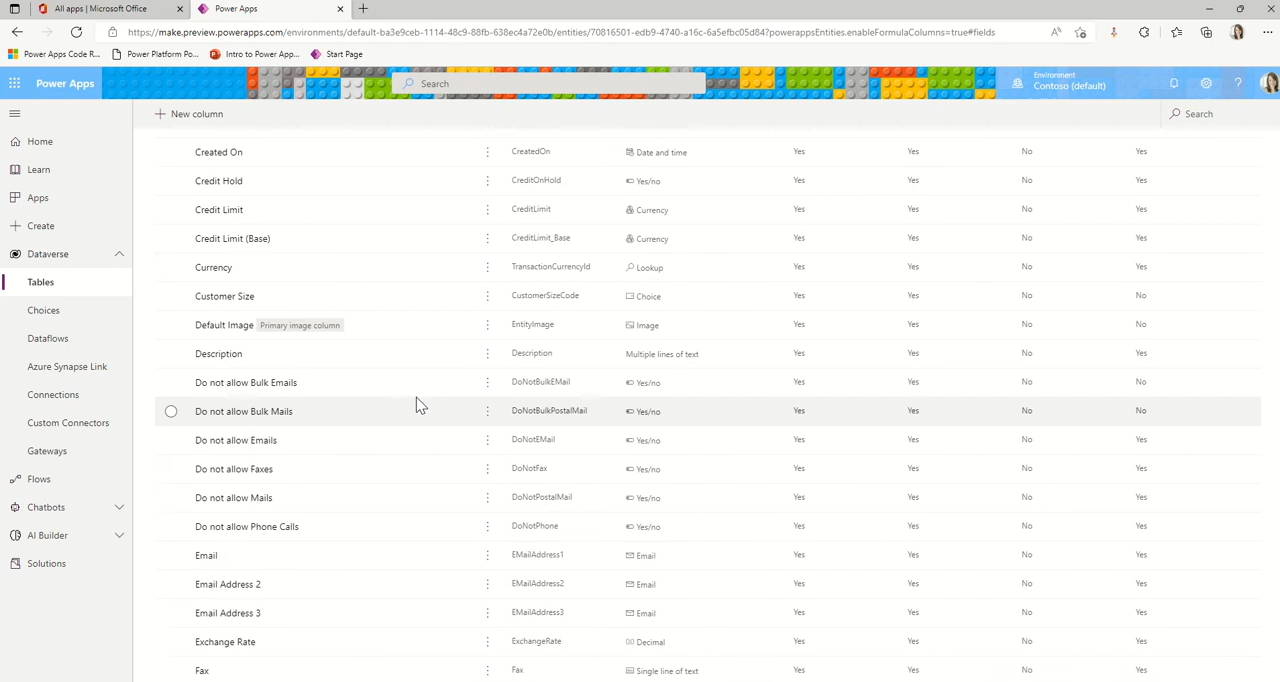 All apps | Microsoft Office
Power Apps
https://make.preview.powerapps.com/environments/default-ba3e9ceb-1114-48c9-88fb-638ec4a72e0b/entities/70816501-edb9-4740-a16c-6a5efbc05d84?powerappsEntities.enableFormulaColumns=true#fields
Power Apps Code R...
Power Platform Po...
Intro to Power App...
Start Page
Power Apps
Search
Environment
Contoso (default)
New column
Search
Home
Learn
Apps
Create
Dataverse
Tables
Choices
Dataflows
Azure Synapse Link
Connections
Custom Connectors
Gateways
Flows
Chatbots
AI Builder
Solutions
Created On CreatedOn Date and time Yes Yes No Yes
Credit Hold CreditOnHold Yes/no Yes Yes No Yes
Credit Limit CreditLimit Currency Yes Yes No Yes
Credit Limit (Base) CreditLimit_Base Currency Yes Yes No Yes
Currency TransactionCurrencyId Lookup Yes Yes No Yes
Customer Size CustomerSizeCode Choice Yes Yes No No
Default Image Primary image column EntityImage Image Yes Yes No No
Description Description Multiple lines of text Yes Yes No Yes
Do not allow Bulk Emails DoNotBulkEMail Yes/no Yes Yes No No
Do not allow Bulk Mails DoNotBulkPostalMail Yes/no Yes Yes No No
Do not allow Emails DoNotEMail Yes/no Yes Yes No Yes
Do not allow Faxes DoNotFax Yes/no Yes Yes No Yes
Do not allow Mails DoNotPostalMail Yes/no Yes Yes No Yes
Do not allow Phone Calls DoNotPhone Yes/no Yes Yes No Yes
Email EMailAddress1 Email Yes Yes No Yes
Email Address 2 EMailAddress2 Email Yes Yes No Yes
Email Address 3 EMailAddress3 Email Yes Yes No Yes
Exchange Rate ExchangeRate Decimal Yes Yes No Yes
Fax Fax Single line of text Yes Yes No Yes